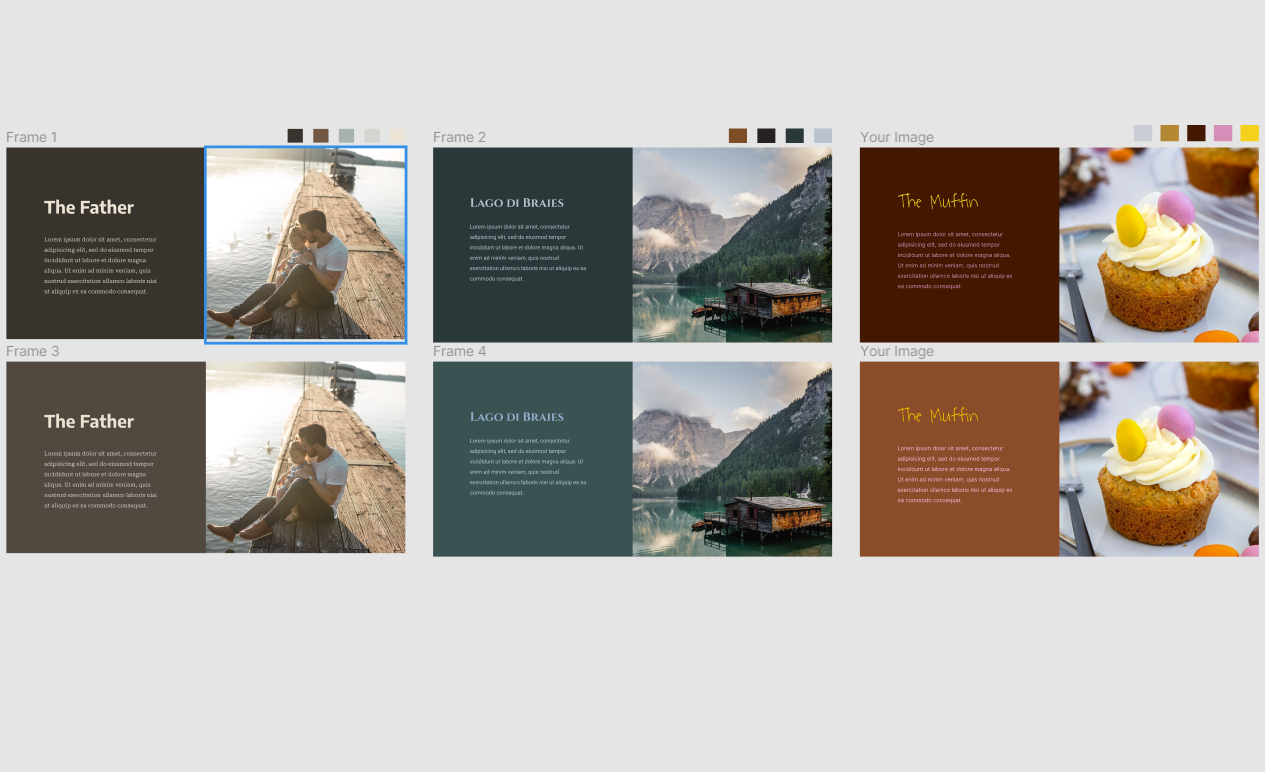 Frame 1
The Father
Lorem ipsum dolor sit amet, consectetur
adipisicing elit, sed do eiusmod tempor
incididunt ut labore et dolore magna
aliqua. Ut enim ad minim veniam, quis
nostrud exercitation ullamco laboris nisi
ut aliquip ex ea commodo consequat.
Frame 2
Lago di Braies
Lorem ipsum dolor sit amet, consectetur
adipisicing elit, sed do eiusmod tempor
incididunt ut labore et dolore magna aliqua. Ut
enim ad minim veniam, quis nostrud
exercitation ullamco laboris nisi ut aliquip ex ea
commodo consequat.
Your Image
The Muffin
Lorem ipsum dolor sit amet, consectetur
adipisicing elit, sed do eiusmod tempor
incididunt ut labore et dolore magna aliqua.
Ut enim ad minim veniam, quis nostrud
exercitation ullamco laboris nisi ut aliquip ex
ea commodo consequat.
Frame 3
The Father
Lorem ipsum dolor sit amet, consectetur
adipisicing elit, sed do eiusmod tempor
incididunt ut labore et dolore magna
aliqua. Ut enim ad minim veniam, quis
nostrud exercitation ullamco laboris nisi
ut aliquip ex ea commodo consequat.
Frame 4
Lago di Braies
Lorem ipsum dolor sit amet, consectetur
adipisicing elit, sed do eiusmod tempor
incididunt ut labore et dolore magna aliqua. Ut
enim ad minim veniam, quis nostrud
exercitation ullamco laboris nisi ut aliquip ex ea
commodo consequat.
Your Image
The Muffin
Lorem ipsum dolor sit amet, consectetur
adipisicing elit, sed do eiusmod tempor
incididunt ut labore et dolore magna aliqua.
Ut enim ad minim veniam, quis nostrud
exercitation ullamco laboris nisi ut aliquip ex
ea commodo consequat.